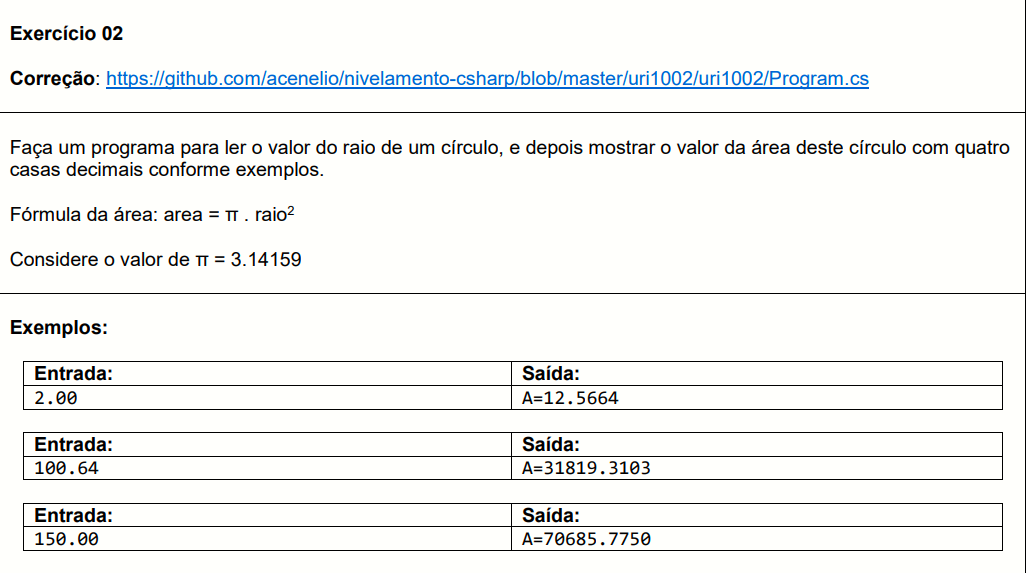 Exercício 02
Correção: https://github.com/acenelio/nivelamento-csharp/blob/master/uri1002/uri1002/Program.cs
Faça um programa para ler o valor do raio de um círculo, e depois mostrar o valor da área deste círculo com quatro
casas decimais conforme exemplos.
Fórmula da área: area = π . raio²
Considere o valor de π = 3.14159
Exemplos:
Entrada: Saída:
2.00 A=12.5664
Entrada: Saída:
100.64 A=31819.3103
Entrada: Saída:
150.00 A=70685.7750